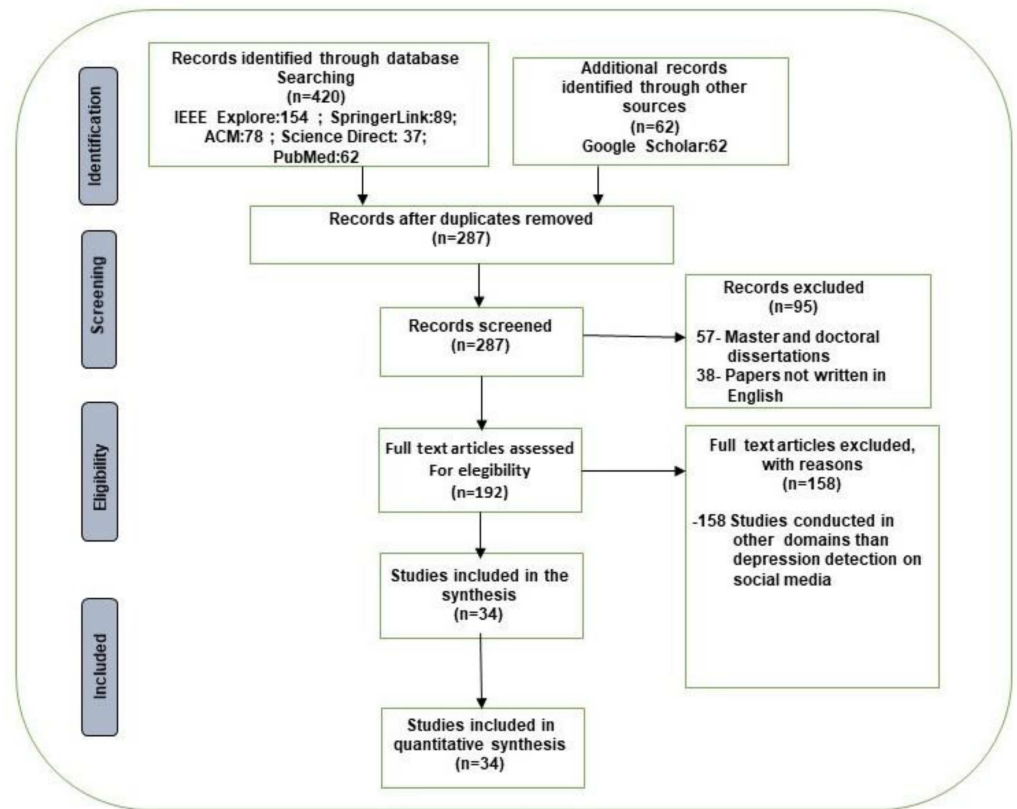 Identification
Records identified through database
Searching
(n=420)
IEEE Explore:154 ; SpringerLink:89;
ACM:78 ; Science Direct: 37;
PubMed:62
Additional records
identified through other
sources
(n=62)
Google Scholar:62
Records after duplicates removed
(n=287)
Screening
Records screened
(n=287)
Records excluded
(n=95)
57- Master and doctoral
dissertations
38- Papers not written in
English
Eligibility
Full text articles assessed
For elegibility
(n=192)
Full text articles excluded,
with reasons
(n=158)
-158 Studies conducted in
other domains than
depression detection on
social media
Included
Studies included in the
synthesis
(n=34)
Studies included in
quantitative synthesis
(n=34)